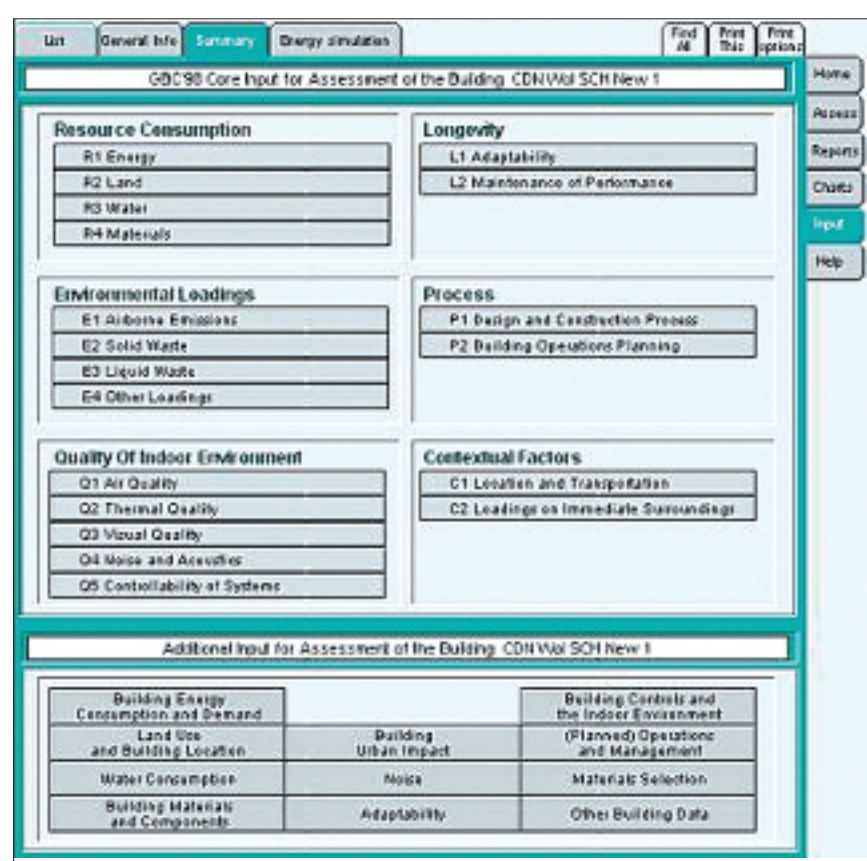 List
General Info
Summary
Energy simulation
Find All
Print This
Print options
GBC'98 Core Input for Assessment of the Building: CDN Wol SCH New 1
Resource Consumption
R1 Energy
R2 Land
R3 Water
R4 Materials
Longevity
L1 Adaptability
L2 Maintenance of Performance
Environmental Loadings
E1 Airborne Emissions
E2 Solid Waste
E3 Liquid Waste
E4 Other Loadings
Process
P1 Design and Construction Process
P2 Building Operations Planning
Quality Of Indoor Environment
Q1 Air Quality
Q2 Thermal Quality
Q3 Visual Quality
Q4 Noise and Acoustics
Q5 Controllability of Systems
Contextual Factors
C1 Location and Transportation
C2 Loadings on Immediate Surroundings
Home
Assess
Reports
Charts
Input
Help
Additional Input for Assessment of the Building: CDN Wol SCH New 1
Building Energy
Consumption and Demand
Building Controls and
the Indoor Environment
Land Use
and Building Location
Building
Urban Impact
(Planned) Operations
and Management
Water Consumption
Noise
Materials Selection
Building Materials
and Components
Adaptability
Other Building Data